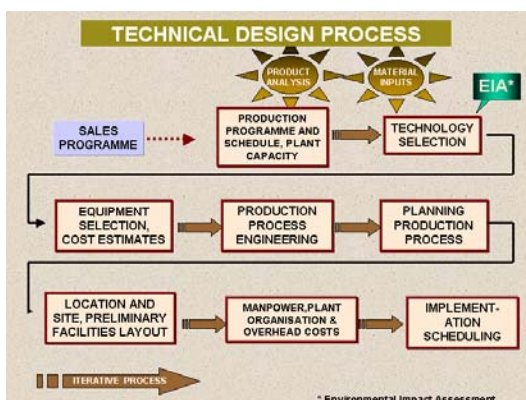 TECHNICAL DESIGN PROCESS
PRODUCT
ANALYSIS
MATERIAL
INPUTS
EIA*
SALES
PROGRAMME
PRODUCTION
PROGRAMME AND
SCHEDULE, PLANT
CAPACITY
TECHNOLOGY
SELECTION
EQUIPMENT
SELECTION,
COST ESTIMATES
PRODUCTION
PROCESS
ENGINEERING
PLANNING
PRODUCTION
PROCESS
LOCATION AND
SITE, PRELIMINARY
FACILITIES LAYOUT
MANPOWER,PLANT
ORGANISATION &
OVERHEAD COSTS
IMPLEMENT-
ATION
SCHEDULING
ITERATIVE PROCESS
* Environmental Impact Assessment